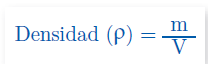 Densidad (ρ) = m/V